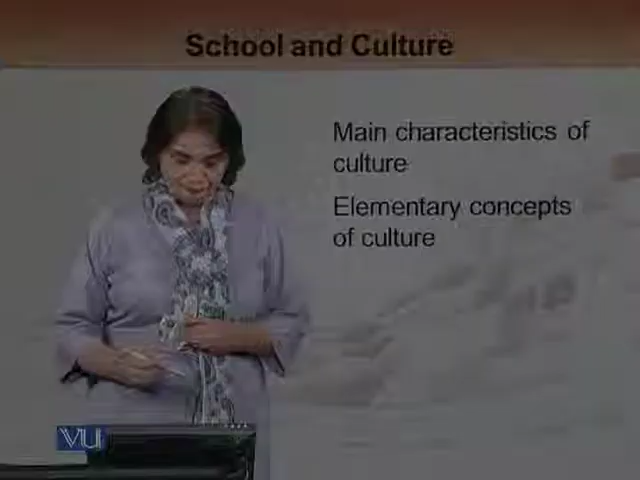 School and Culture
Main characteristics of
culture
Elementary concepts
of culture
VU